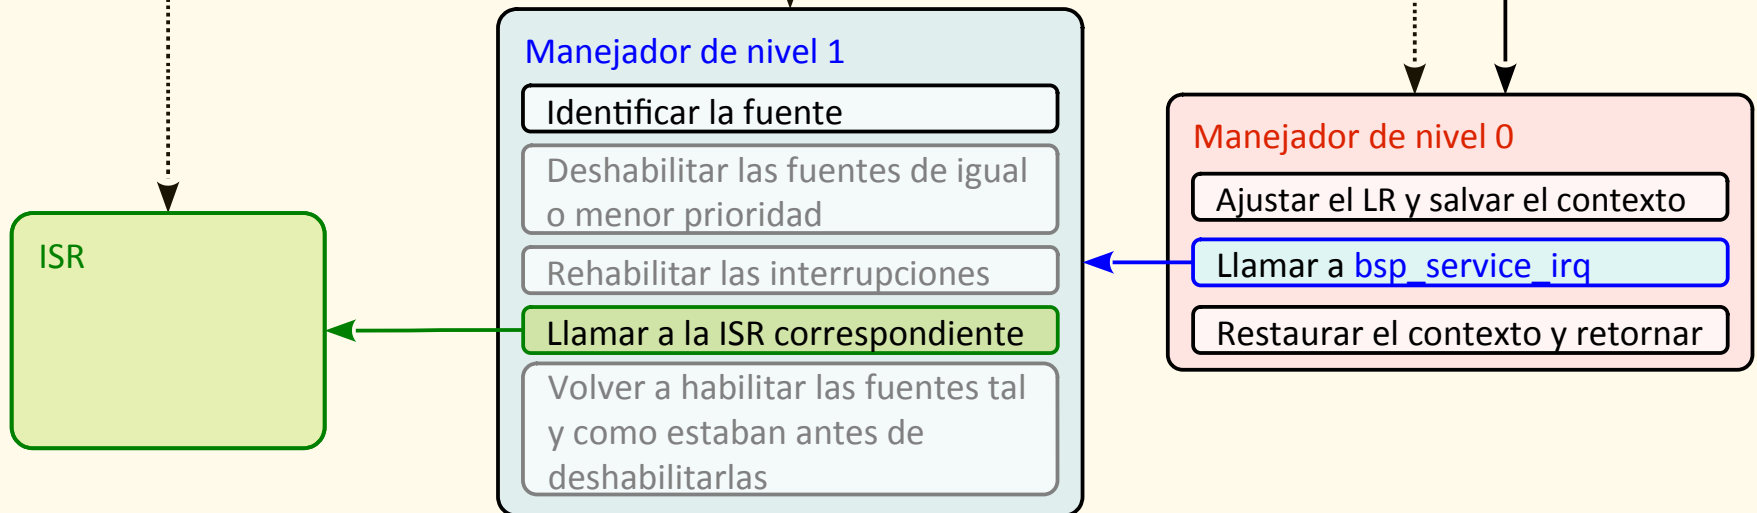 ISR
Manejador de nivel 1
Identificar la fuente
Deshabilitar las fuentes de igual
o menor prioridad
Rehabilitar las interrupciones
Llamar a la ISR correspondiente
Volver a habilitar las fuentes tal
y como estaban antes de
deshabilitarlas
Manejador de nivel 0
Ajustar el LR y salvar el contexto
Llamar a bsp_service_irq
Restaurar el contexto y retornar